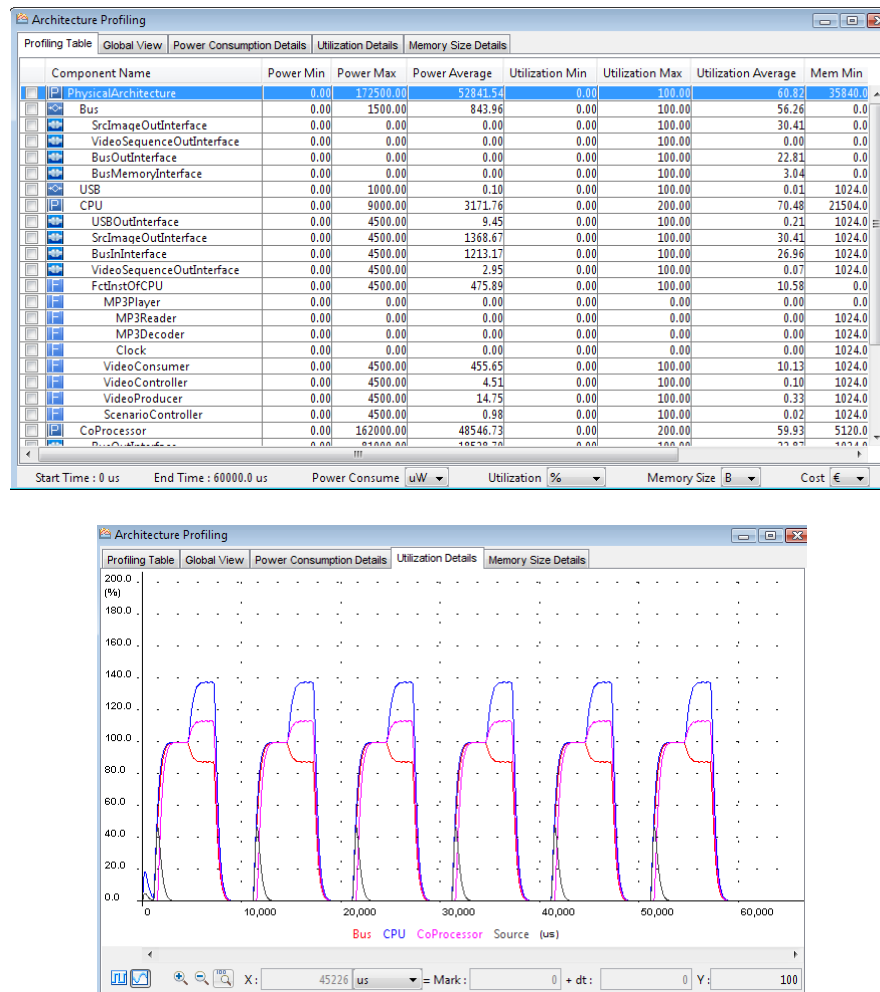 Architecture Profiling
Profiling Table Global View Power Consumption Details Utilization Details Memory Size Details
Component Name Power Min Power Max Power Average Utilization Min Utilization Max Utilization Average Mem Min
PhysicalArchitecture 0.00 172500.00 52841.54 0.00 100.00 60.82 35840.0
Bus 0.00 1500.00 843.96 0.00 100.00 56.26 0.0
SrcImageOutInterface 0.00 0.00 0.00 0.00 100.00 30.41 0.0
VideoSequenceOutInterface 0.00 0.00 0.00 0.00 100.00 0.00 0.0
BusOutInterface 0.00 0.00 0.00 0.00 100.00 22.81 0.0
BusMemoryInterface 0.00 0.00 0.00 0.00 100.00 3.04 0.0
USB 0.00 1000.00 0.10 0.00 100.00 0.01 1024.0
CPU 0.00 9000.00 3171.76 0.00 200.00 70.48 21504.0
USBOutInterface 0.00 4500.00 9.45 0.00 100.00 0.21 1024.0
SrcImageOutInterface 0.00 4500.00 1368.67 0.00 100.00 30.41 1024.0
BusInInterface 0.00 4500.00 1213.17 0.00 100.00 26.96 1024.0
VideoSequenceOutInterface 0.00 4500.00 2.95 0.00 100.00 0.07 1024.0
FctInstOfCPU 0.00 4500.00 475.89 0.00 100.00 10.58 0.0
MP3Player 0.00 0.00 0.00 0.00 0.00 0.00 0.0
MP3Reader 0.00 0.00 0.00 0.00 0.00 0.00 1024.0
MP3Decoder 0.00 0.00 0.00 0.00 0.00 0.00 1024.0
Clock 0.00 0.00 0.00 0.00 0.00 0.00 1024.0
VideoConsumer 0.00 4500.00 455.65 0.00 100.00 10.13 1024.0
VideoController 0.00 4500.00 4.51 0.00 100.00 0.10 1024.0
VideoProducer 0.00 4500.00 14.75 0.00 100.00 0.33 1024.0
ScenarioController 0.00 4500.00 0.98 0.00 100.00 0.02 1024.0
CoProcessor 0.00 162000.00 48546.73 0.00 200.00 59.93 5120.0
Start Time : 0 us End Time : 60000.0 us Power Consume uW Utilization % Memory Size B Cost €
Architecture Profiling
Profiling Table Global View Power Consumption Details Utilization Details Memory Size Details
200.0
(%)
180.0
160.0
140.0
120.0
100.0
80.0
60.0
40.0
20.0
0.0
0 10,000 20,000 30,000 40,000 50,000 60,000
Bus CPU CoProcessor Source (us)
100 X: 45226 us = Mark: 0 + dt: 0 Y: 100